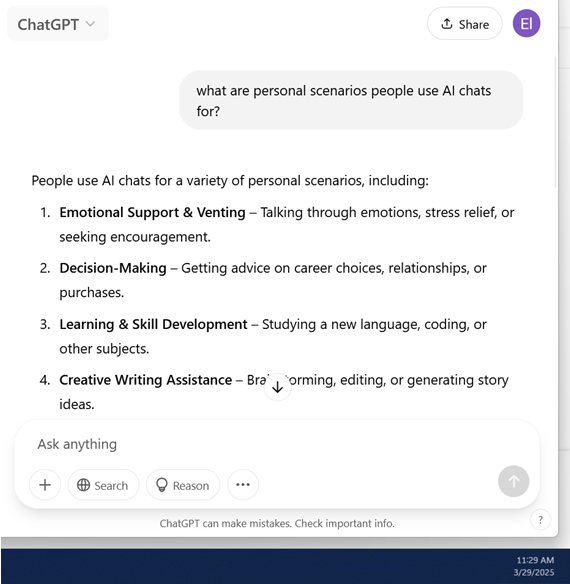 ChatGPT
Share
El
what are personal scenarios people use AI chats
for?
People use AI chats for a variety of personal scenarios, including:
1. Emotional Support & Venting – Talking through emotions, stress relief, or
seeking encouragement.
2. Decision-Making – Getting advice on career choices, relationships, or
purchases.
3. Learning & Skill Development – Studying a new language, coding, or
other subjects.
4. Creative Writing Assistance – Brainstorming, editing, or generating story
ideas.
Ask anything
+ Search Reason ...
ChatGPT can make mistakes. Check important info.
?
11:29 AM
3/29/2025